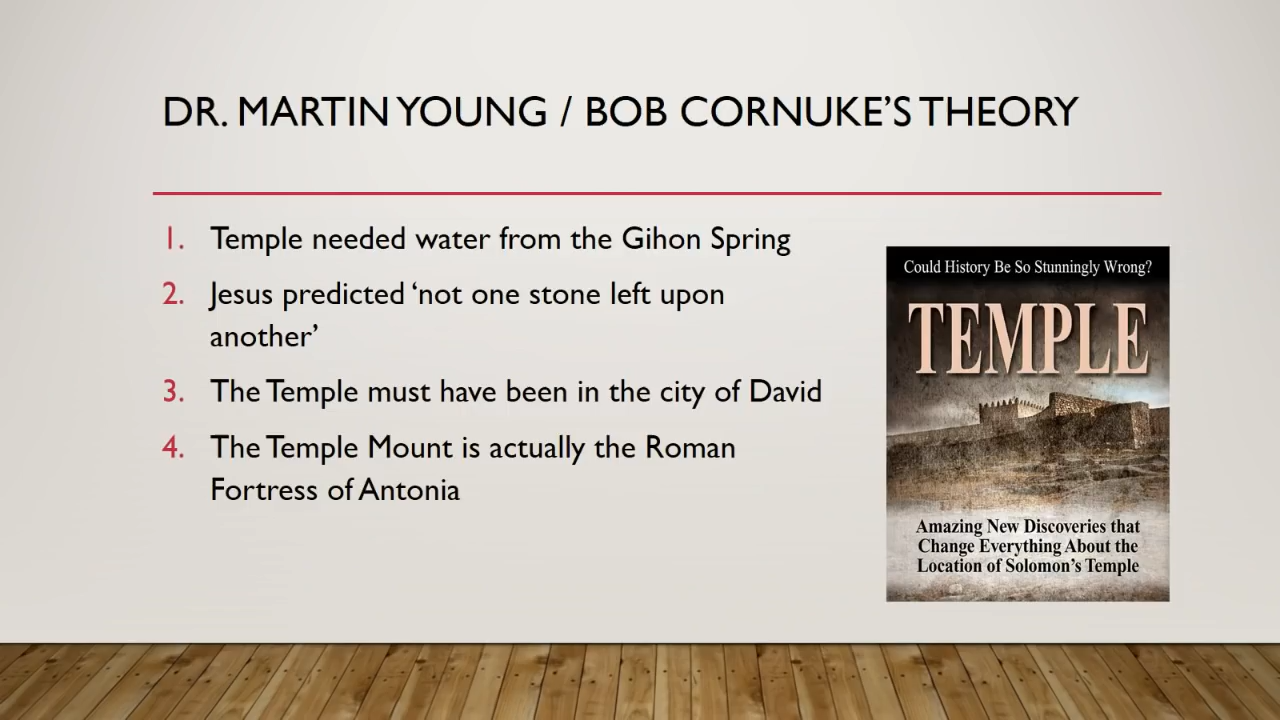 DR. MARTIN YOUNG / BOB CORNUKE'S THEORY
1. Temple needed water from the Gihon Spring
2. Jesus predicted ‘not one stone left upon
another’
3. The Temple must have been in the city of David
4. The Temple Mount is actually the Roman
Fortress of Antonia
Could History Be So Stunningly Wrong?
TEMPLE
Amazing New Discoveries that
Change Everything About the
Location of Solomon's Temple